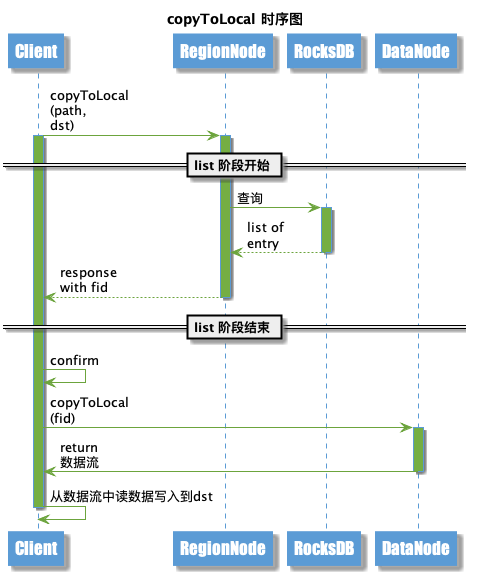 copyToLocal 时序图
Client
RegionNode
RocksDB
DataNode
copyToLocal
(path,
dst)
list 阶段开始
查询
list of
entry
response
with fid
list 阶段结束
confirm
copyToLocal
(fid)
return
数据流
从数据流中读数据写入到dst
Client
RegionNode
RocksDB
DataNode